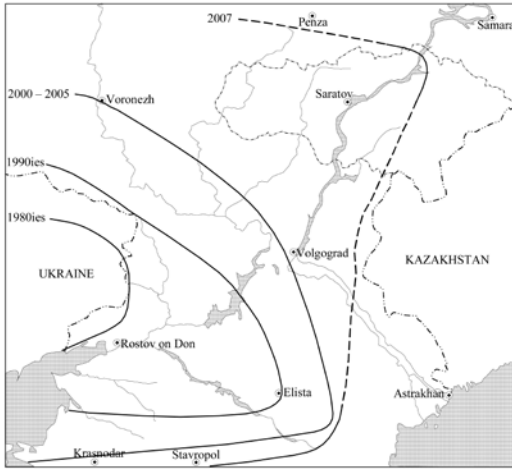 2007
Penza
Samara
2000 – 2005
Voronezh
Saratov
1990ies
1980ies
Volgograd
UKRAINE
KAZAKHSTAN
Rostov on Don
Elista
Astrakhan
Krasnodar
Stavropol